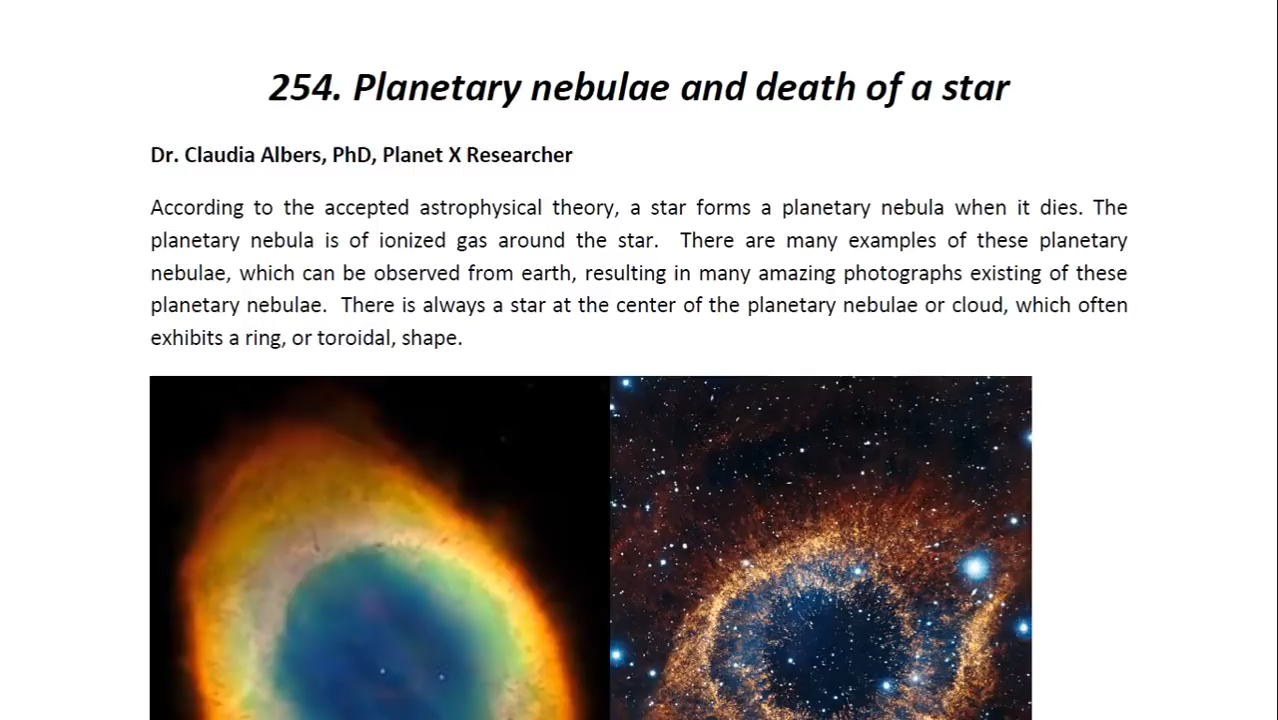 254. Planetary nebulae and death of a star
Dr. Claudia Albers, PhD, Planet X Researcher
According to the accepted astrophysical theory, a star forms a planetary nebula when it dies. The
planetary nebula is of ionized gas around the star. There are many examples of these planetary
nebulae, which can be observed from earth, resulting in many amazing photographs existing of these
planetary nebulae. There is always a star at the center of the planetary nebulae or cloud, which often
exhibits a ring, or toroidal, shape.